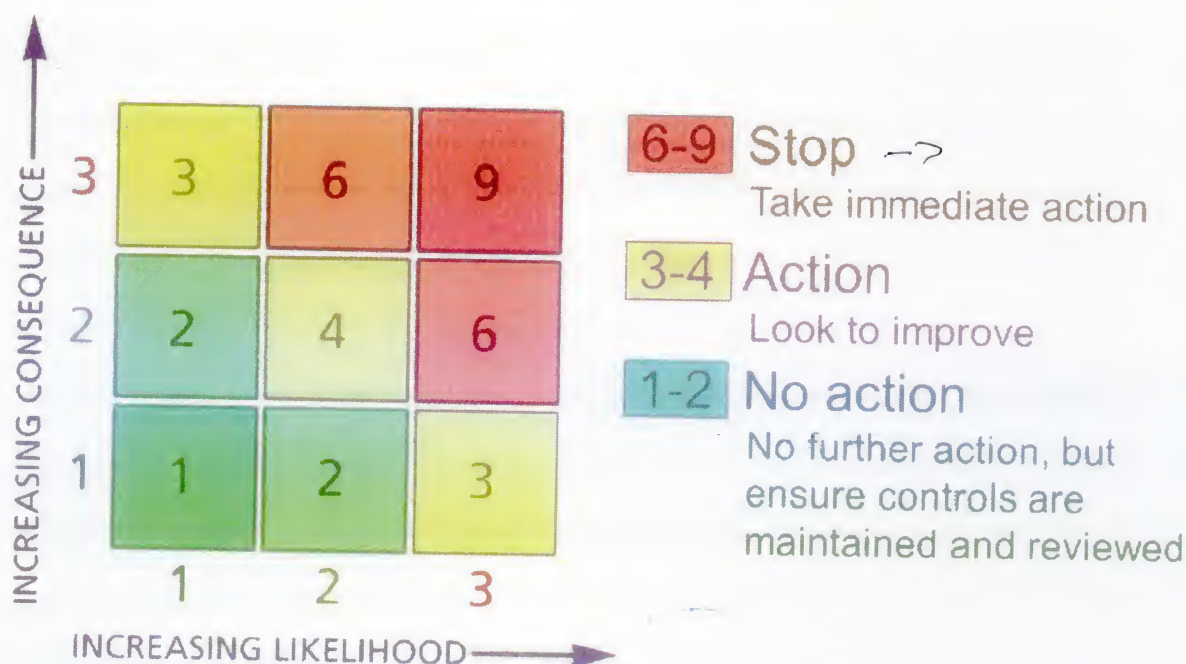 INCREASING CONSEQUENCE
3
3 6 9
2
2 4 6
1
1 2 3
1 2 3
INCREASING LIKELIHOOD
6-9 Stop ->
Take immediate action
3-4 Action
Look to improve
1-2 No action
No further action, but
ensure controls are
maintained and reviewed